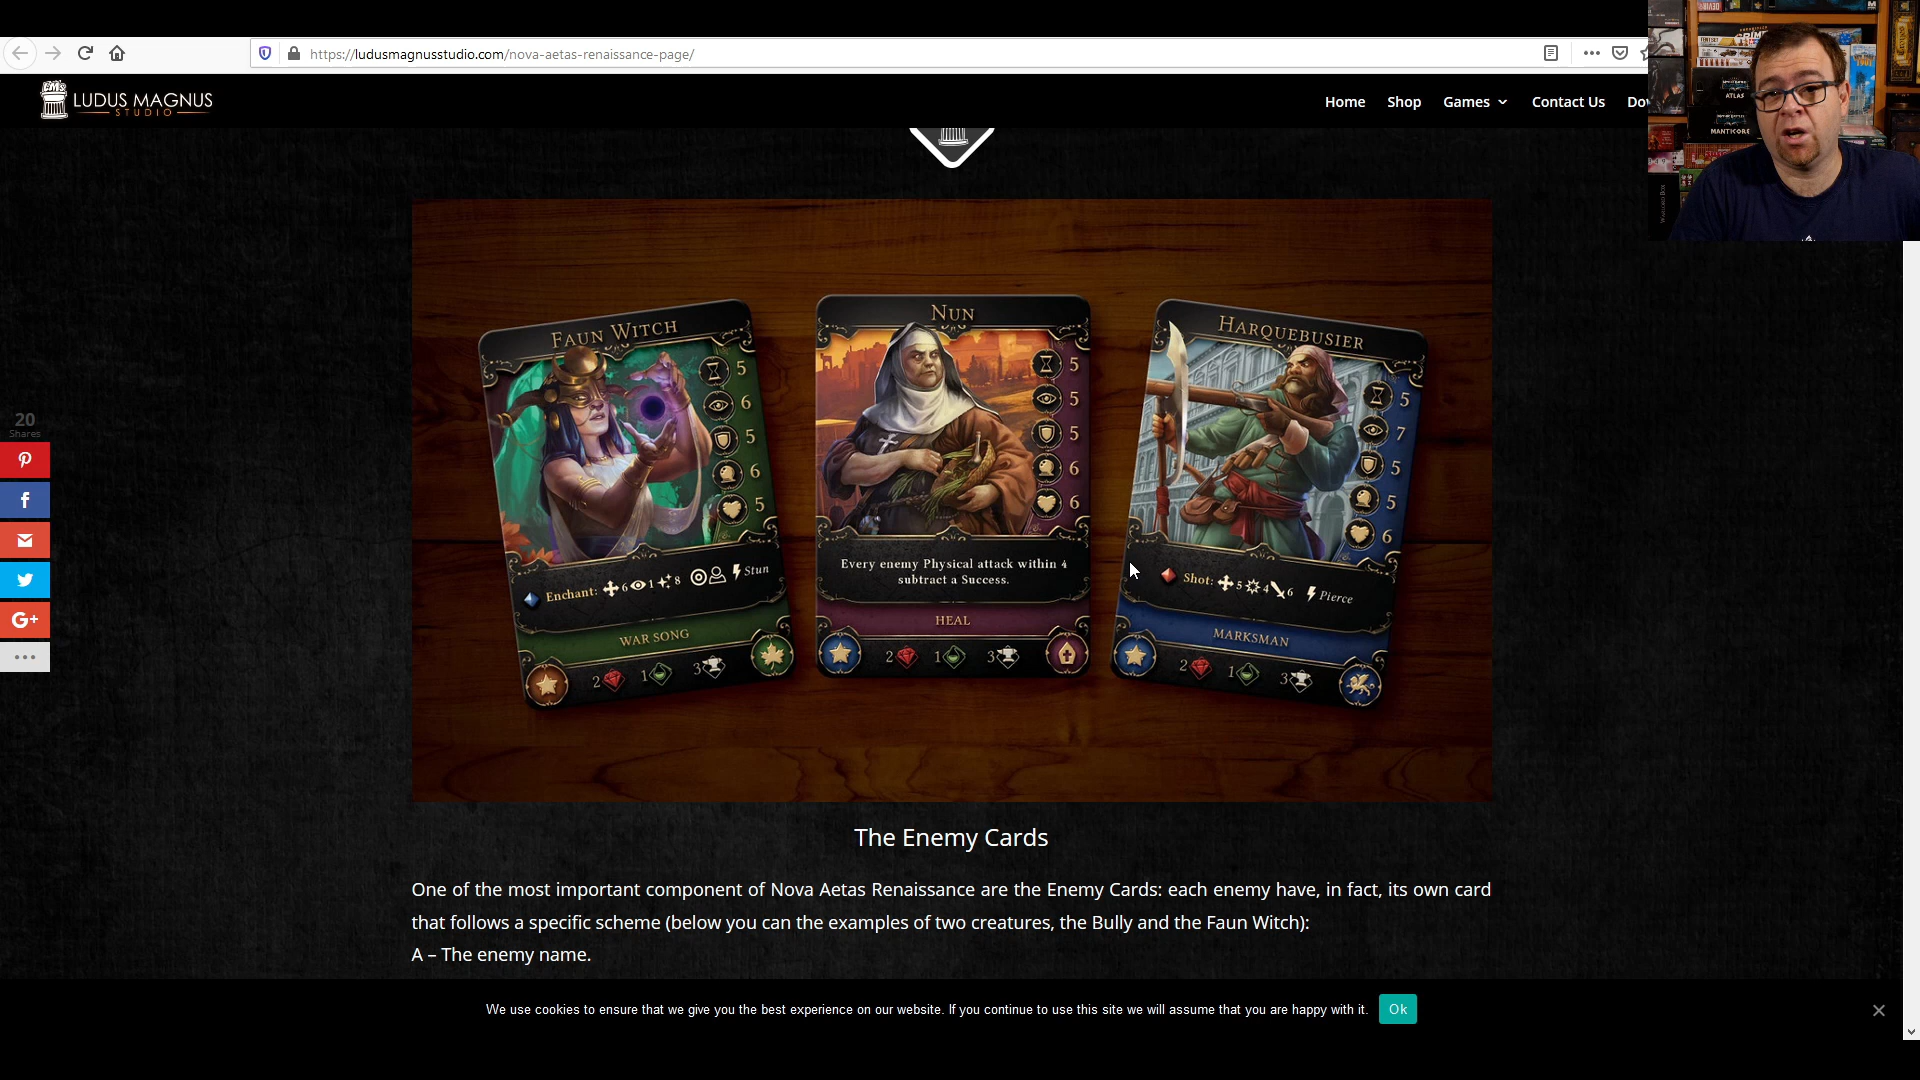 https://ludusmagnusstudio.com/nova-aetas-renaissance-page/
LMS
LUDUS MAGNUS
STUDIO
Home Shop Games Contact Us
ATLAS
MANTICORE
FAUN WITCH
5
6
5
6
5
Enchant: 6 1 8 Stun
WAR SONG
2 1 3
NUN
5
5
5
6
6
Every enemy Physical attack within 4
subtract a Success.
HEAL
2 1 3
HARQUEBUSIER
5
7
5
5
6
Shot: 5 4 6 Pierce
MARKSMAN
2 1 3
20
Shares
G+
The Enemy Cards
One of the most important component of Nova Aetas Renaissance are the Enemy Cards: each enemy have, in fact, its own card
that follows a specific scheme (below you can the examples of two creatures, the Bully and the Faun Witch):
A – The enemy name.
We use cookies to ensure that we give you the best experience on our website. If you continue to use this site we will assume that you are happy with it. Ok